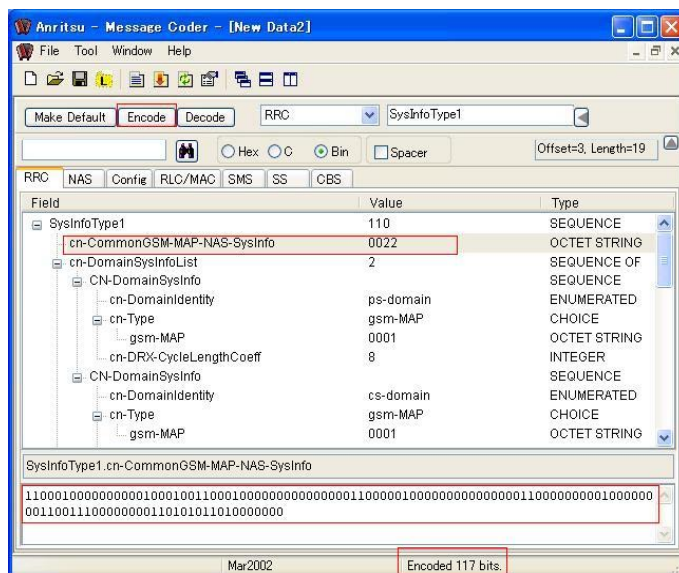 Anritsu - Message Coder - [New Data2]
File Tool Window Help
Make Default Encode Decode RRC SysInfoType1
Hex C Bin Spacer Offset=3, Length=19
RRC NAS Config RLC/MAC SMS SS CBS
Field Value Type
SysInfoType1 110 SEQUENCE
cn-CommonGSM-MAP-NAS-SysInfo 0022 OCTET STRING
cn-DomainSysInfoList 2 SEQUENCE OF
CN-DomainSysInfo SEQUENCE
cn-DomainIdentity ps-domain ENUMERATED
cn-Type gsm-MAP CHOICE
gsm-MAP 0001 OCTET STRING
cn-DRX-CycleLengthCoeff 8 INTEGER
CN-DomainSysInfo SEQUENCE
cn-DomainIdentity cs-domain ENUMERATED
cn-Type gsm-MAP CHOICE
gsm-MAP 0001 OCTET STRING
SysInfoType1.cn-CommonGSM-MAP-NAS-SysInfo
Mar2002 Encoded 117 bits.